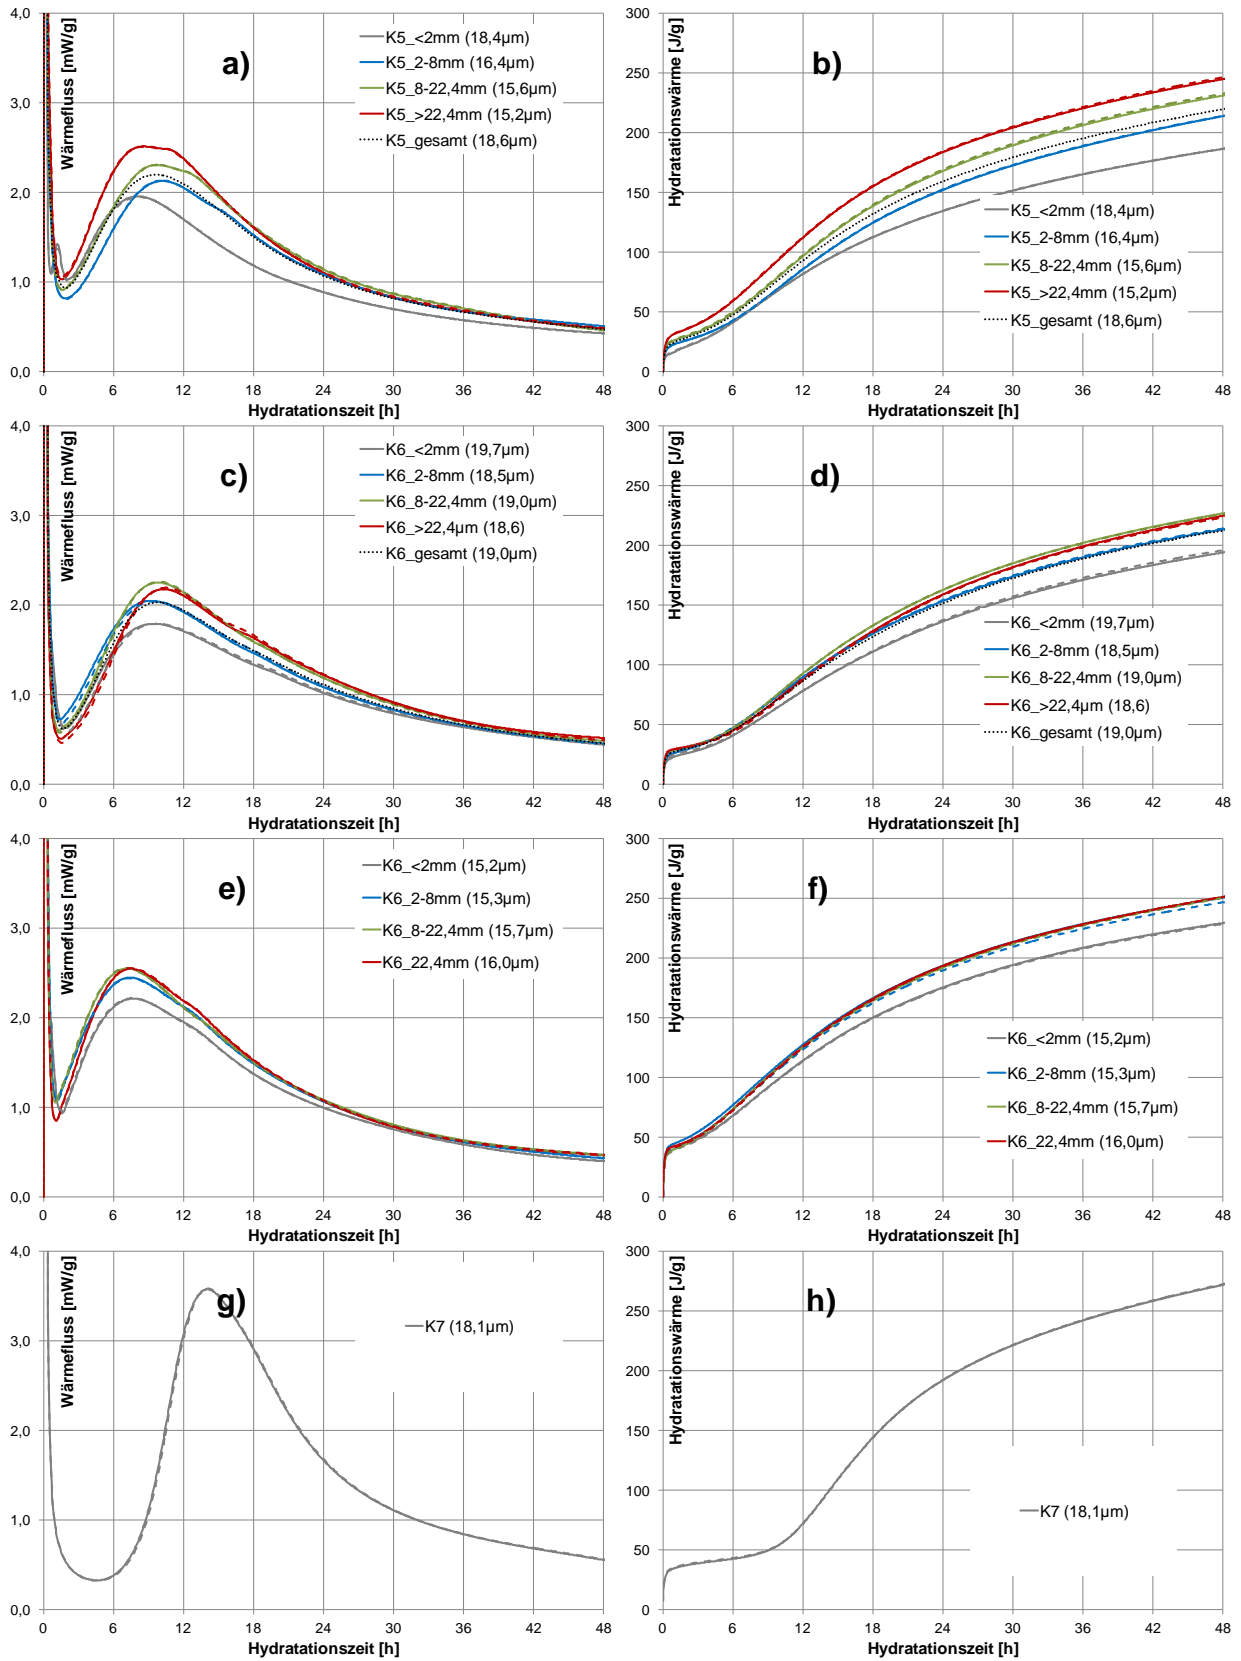 4,0
3,0
2,0
1,0
0,0
Wärmefluss [mW/g]
a)
K5_<2mm (18,4µm)
K5_2-8mm (16,4µm)
K5_8-22,4mm (15,6µm)
K5_>22,4mm (15,2µm)
K5_gesamt (18,6µm)
0 6 12 18 24 30 36 42 48
Hydratationszeit [h]
300
250
200
150
100
50
0
Hydratationswärme [J/g]
b)
K5_<2mm (18,4µm)
K5_2-8mm (16,4µm)
K5_8-22,4mm (15,6µm)
K5_>22,4mm (15,2µm)
K5_gesamt (18,6µm)
0 6 12 18 24 30 36 42 48
Hydratationszeit [h]
4,0
3,0
2,0
1,0
0,0
Wärmefluss [mW/g]
c)
K6_<2mm (19,7µm)
K6_2-8mm (18,5µm)
K6_8-22,4mm (19,0µm)
K6_>22,4µm (18,6)
K6_gesamt (19,0µm)
0 6 12 18 24 30 36 42 48
Hydratationszeit [h]
300
250
200
150
100
50
0
Hydratationswärme [J/g]
d)
K6_<2mm (19,7µm)
K6_2-8mm (18,5µm)
K6_8-22,4mm (19,0µm)
K6_>22,4µm (18,6)
K6_gesamt (19,0µm)
0 6 12 18 24 30 36 42 48
Hydratationszeit [h]
4,0
3,0
2,0
1,0
0,0
Wärmefluss [mW/g]
e)
K6_<2mm (15,2µm)
K6_2-8mm (15,3µm)
K6_8-22,4mm (15,7µm)
K6_22,4mm (16,0µm)
0 6 12 18 24 30 36 42 48
Hydratationszeit [h]
300
250
200
150
100
50
0
Hydratationswärme [J/g]
f)
K6_<2mm (15,2µm)
K6_2-8mm (15,3µm)
K6_8-22,4mm (15,7µm)
K6_22,4mm (16,0µm)
0 6 12 18 24 30 36 42 48
Hydratationszeit [h]
4,0
3,0
2,0
1,0
0,0
Wärmefluss [mW/g]
g)
K7 (18,1µm)
0 6 12 18 24 30 36 42 48
Hydratationszeit [h]
300
250
200
150
100
50
0
Hydratationswärme [J/g]
h)
K7 (18,1µm)
0 6 12 18 24 30 36 42 48
Hydratationszeit [h]